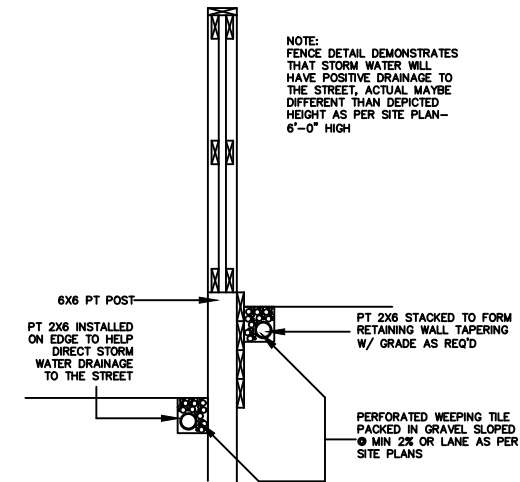 NOTE:
FENCE DETAIL DEMONSTRATES
THAT STORM WATER WILL
HAVE POSITIVE DRAINAGE TO
THE STREET, ACTUAL MAYBE
DIFFERENT THAN DEPICTED
HEIGHT AS PER SITE PLAN-
6'-0" HIGH
6X6 PT POST
PT 2X6 INSTALLED
ON EDGE TO HELP
DIRECT STORM
WATER DRAINAGE
TO THE STREET
PT 2X6 STACKED TO FORM
RETAINING WALL TAPERING
W/ GRADE AS REQ'D
PERFORATED WEEPING TILE
PACKED IN GRAVEL SLOPED
@ MIN 2% OR LANE AS PER
SITE PLANS